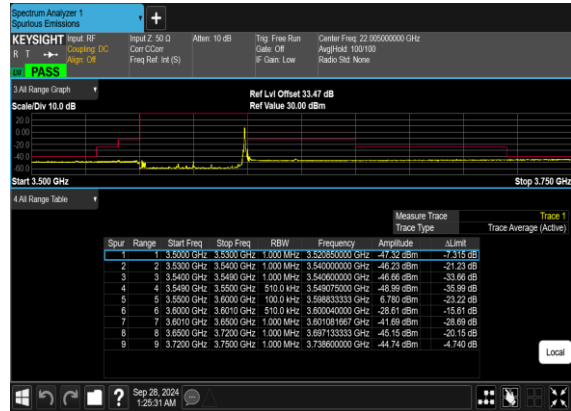 Spectrum Analyzer 1
Spurious Emissions
+
KEYSIGHT Input: RF Input Z: 50 Ω Atten: 10 dB Trig: Free Run Center Freq: 22.005000000 GHz
R T Coupling: DC Corr CCorr Gate: Off Avg|Hold: 100/100
Align: Off Freq Ref: Int (S) IF Gain: Low Radio Std: None
PASS
3 All Range Graph
Ref Lvl Offset 33.47 dB
Scale/Div 10.0 dB Ref Value 30.00 dBm
20.0
0.00
-20.0
-40.0
-60.0
Start 3.500 GHz Stop 3.750 GHz
4 All Range Table
Measure Trace Trace 1
Trace Type Trace Average (Active)
Spur Range Start Freq Stop Freq RBW Frequency Amplitude ΔLimit
1 1 3.5000 GHz 3.5300 GHz 1.000 MHz 3.520850000 GHz -47.32 dBm -7.315 dB
2 2 3.5300 GHz 3.5400 GHz 1.000 MHz 3.540000000 GHz -46.23 dBm -21.23 dB
3 3 3.5400 GHz 3.5490 GHz 1.000 MHz 3.540600000 GHz -46.66 dBm -33.66 dB
4 4 3.5490 GHz 3.5500 GHz 510.0 kHz 3.549075000 GHz -48.99 dBm -35.99 dB
5 5 3.5500 GHz 3.6000 GHz 100.0 kHz 3.598833333 GHz 6.780 dBm -23.22 dB
6 6 3.6000 GHz 3.6010 GHz 510.0 kHz 3.600040000 GHz -28.61 dBm -15.61 dB
7 7 3.6010 GHz 3.6500 GHz 1.000 MHz 3.601081667 GHz -41.69 dBm -28.69 dB
8 8 3.6500 GHz 3.7200 GHz 1.000 MHz 3.697133333 GHz -45.15 dBm -20.15 dB
9 9 3.7200 GHz 3.7500 GHz 1.000 MHz 3.738600000 GHz -44.74 dBm -4.740 dB
Local
? Sep 28, 2024
1:25:31 AM